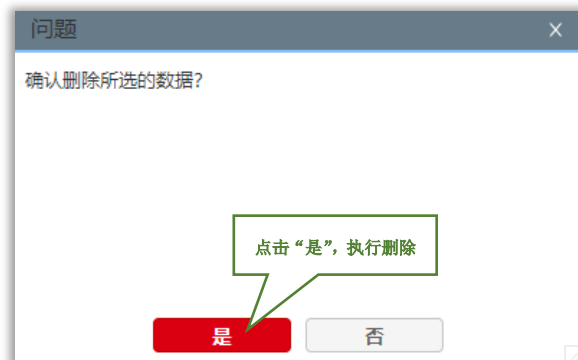 问题
确认删除所选的数据?
点击“是”，执行删除
是
否